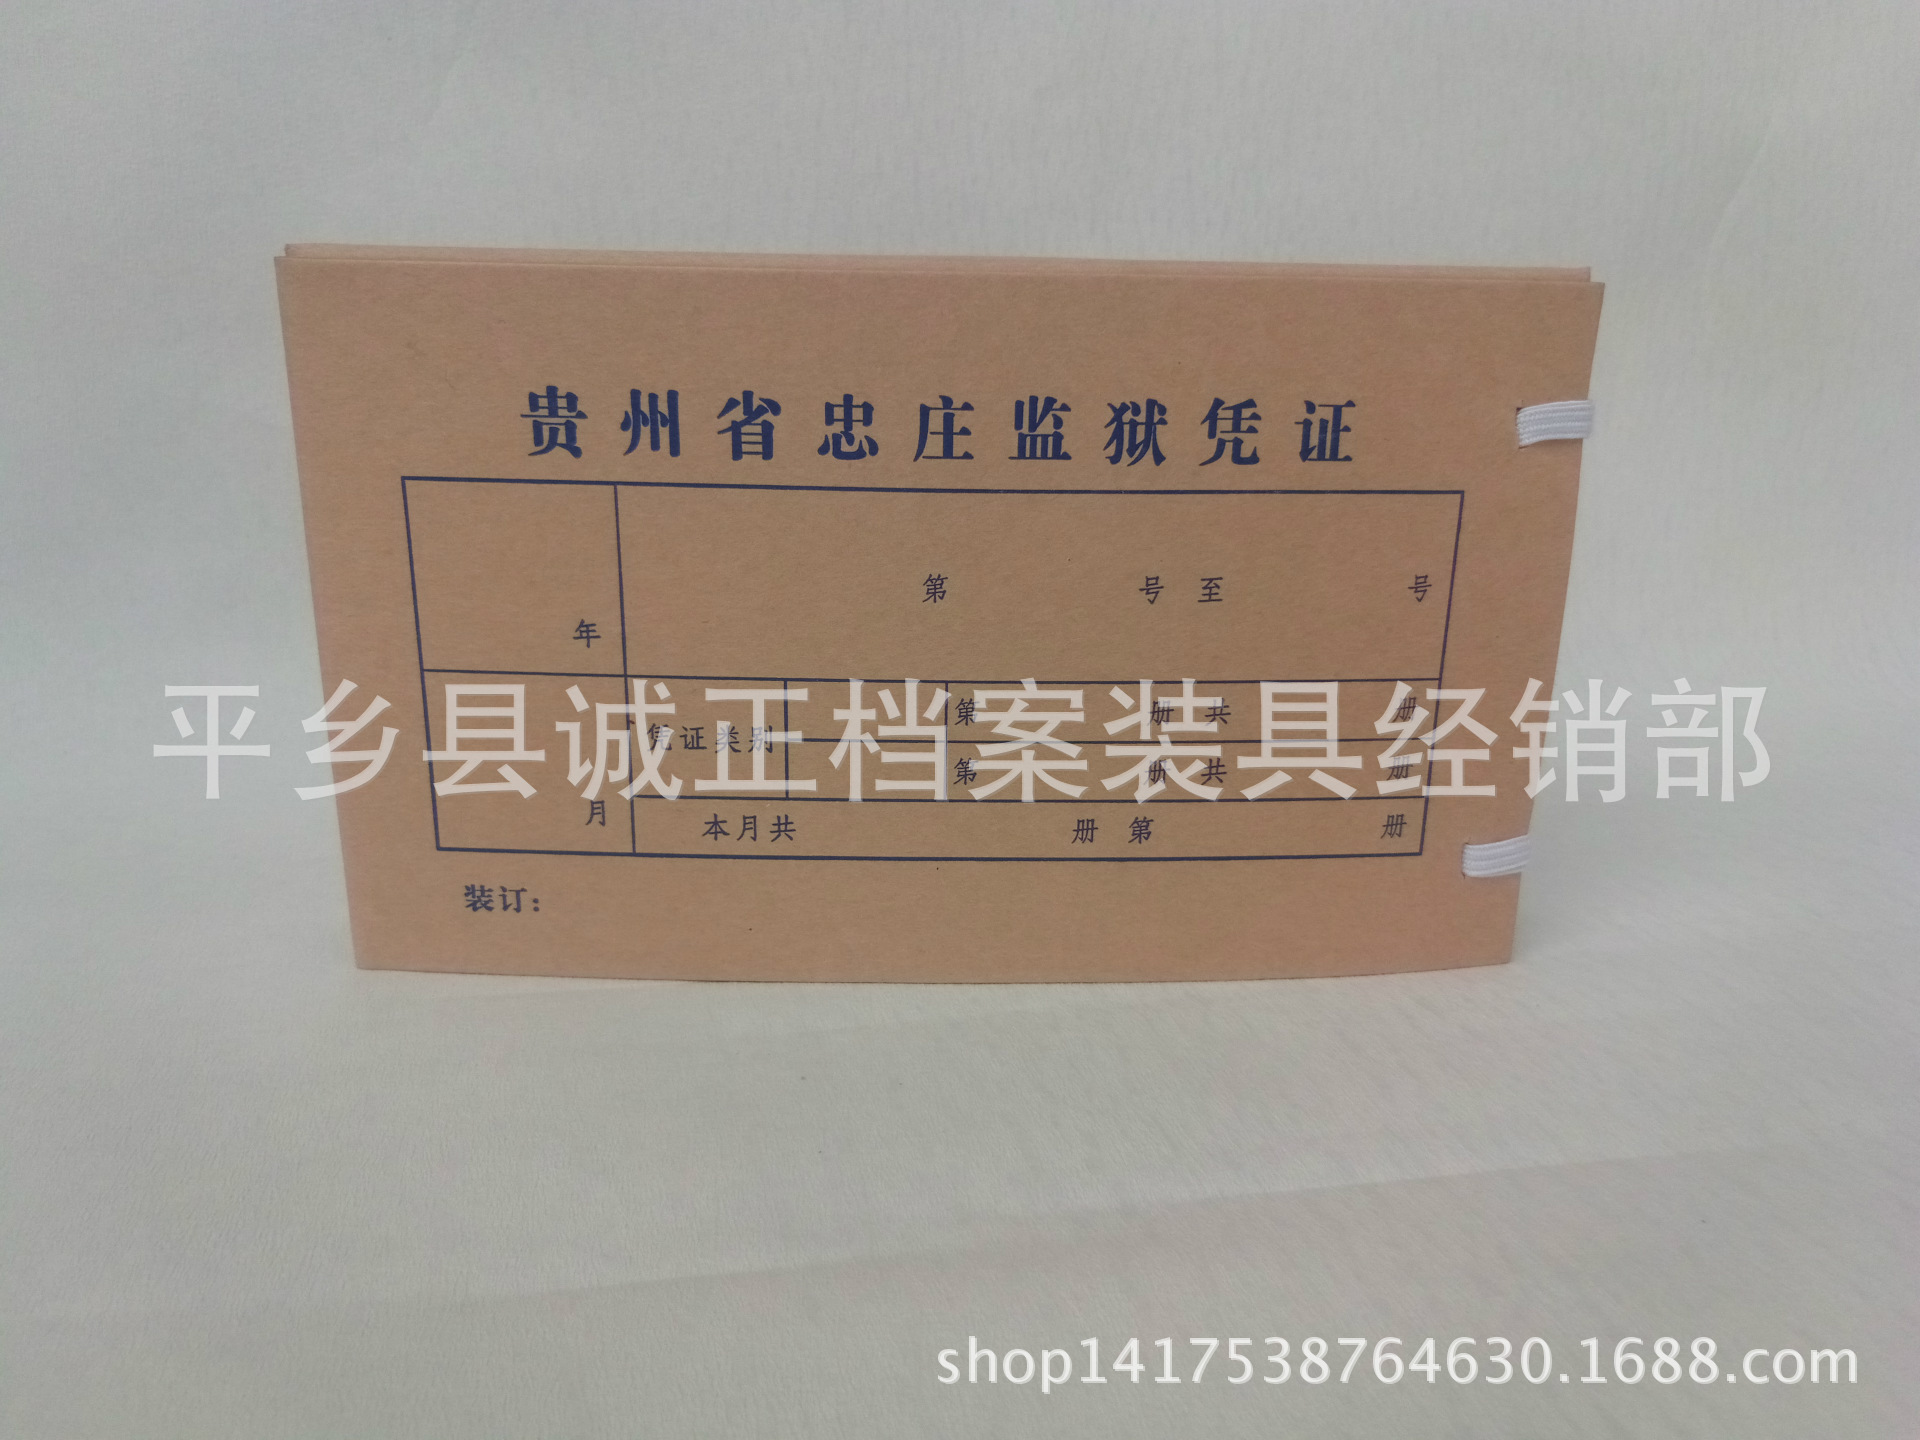 贵州省忠庄监狱凭证
第 号 至 号
年
第 册 共 册
凭证类别
第 册 共 册
月
本月共 册 第 册
装订：
平乡县诚正档案装具经销部
shop1417538764630.1688.com